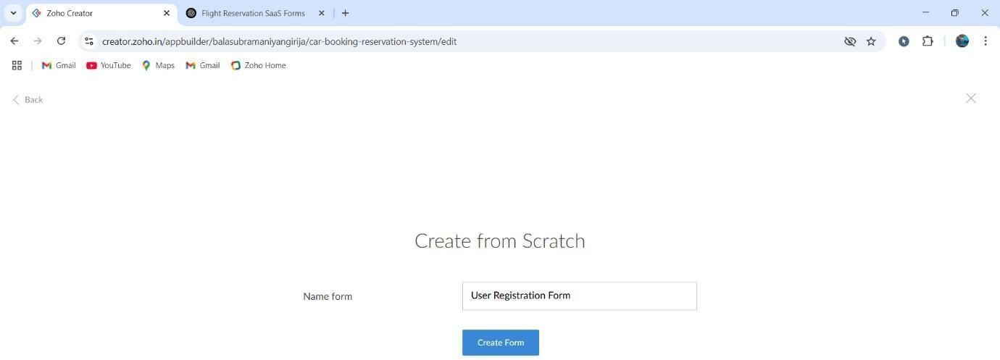 Zoho Creator
Flight Reservation SaaS Forms
creator.zoho.in/appbuilder/balasubramaniyangirija/car-booking-reservation-system/edit
Gmail YouTube Maps Gmail Zoho Home
Back
Create from Scratch
Name form
User Registration Form
Create Form